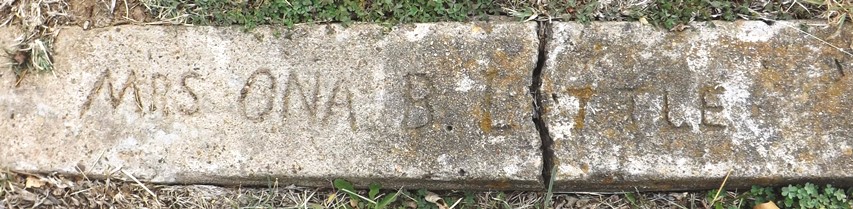 MRS ONA B. LITTLE